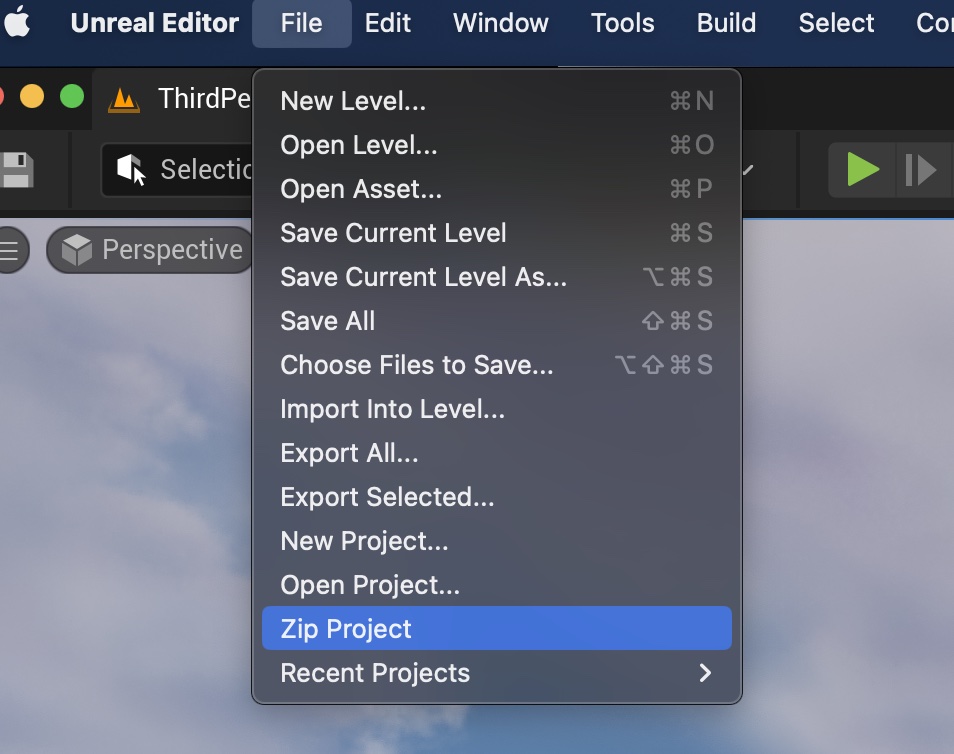 Unreal Editor File Edit Window Tools Build Select
ThirdPe
Selectic
Perspective
New Level... ⌘N
Open Level... ⌘O
Open Asset... ⌘P
Save Current Level ⌘S
Save Current Level As... ⌥⌘S
Save All ⇧⌘S
Choose Files to Save... ⌥⇧⌘S
Import Into Level...
Export All...
Export Selected...
New Project...
Open Project...
Zip Project
Recent Projects